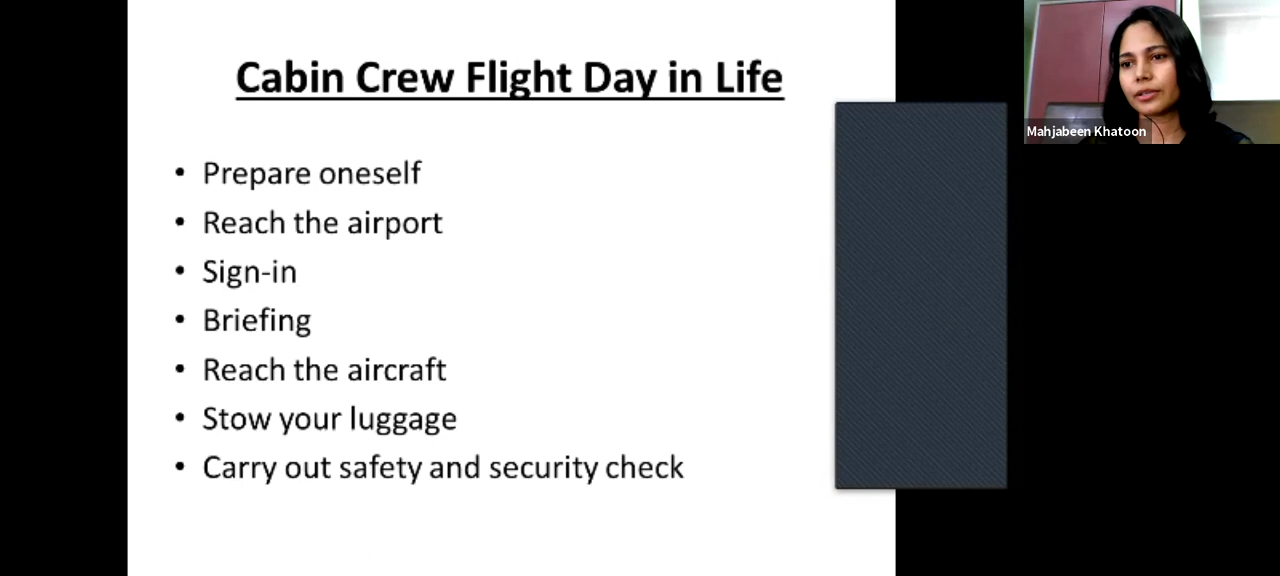 Cabin Crew Flight Day in Life
• Prepare oneself
• Reach the airport
• Sign-in
• Briefing
• Reach the aircraft
• Stow your luggage
• Carry out safety and security check
Mahjabeen Khatoon